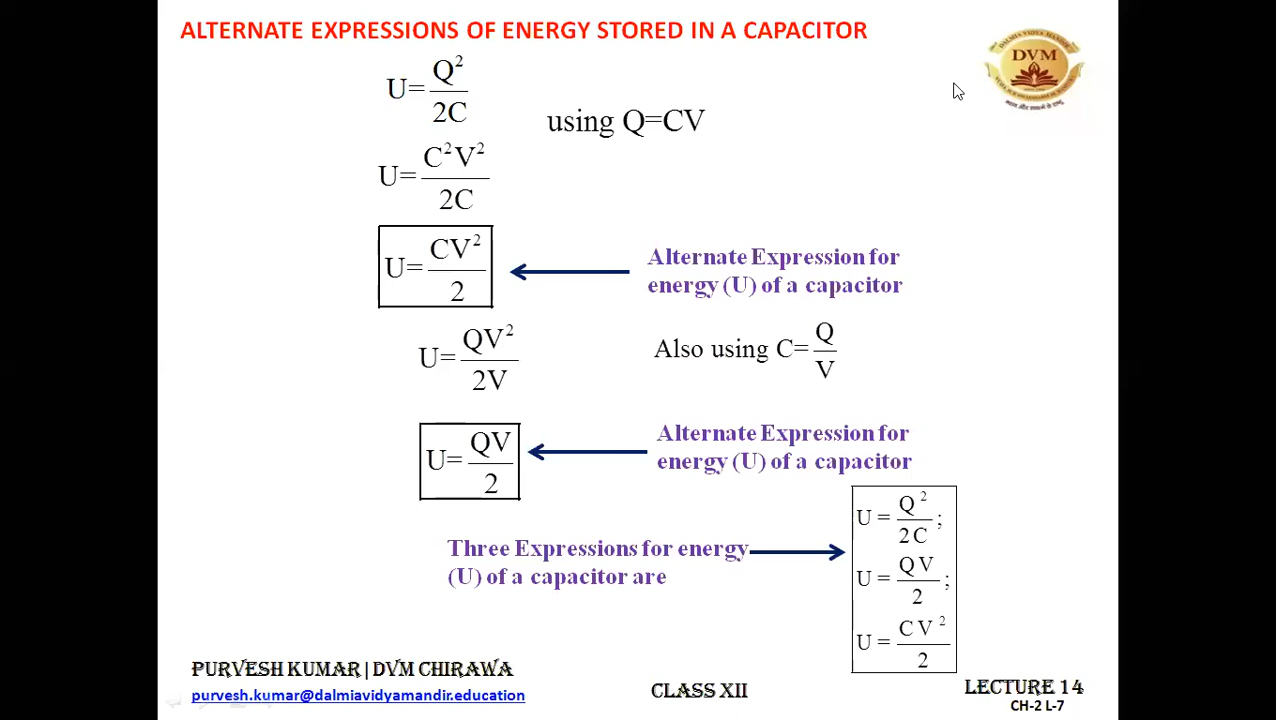 ALTERNATE EXPRESSIONS OF ENERGY STORED IN A CAPACITOR
DVM
U=Q²/2C
using Q=CV
U=C²V²/2C
U=CV²/2
Alternate Expression for
energy (U) of a capacitor
U=QV²/2V
Also using C=Q/V
U=QV/2
Alternate Expression for
energy (U) of a capacitor
Three Expressions for energy
(U) of a capacitor are
U = Q²/2C ;
U = QV/2 ;
U = CV²/2
PURVESH KUMAR|DVM CHIRAWA
purvesh.kumar@dalmiavidyamandir.education
CLASS XII
LECTURE 14
CH-2 L-7